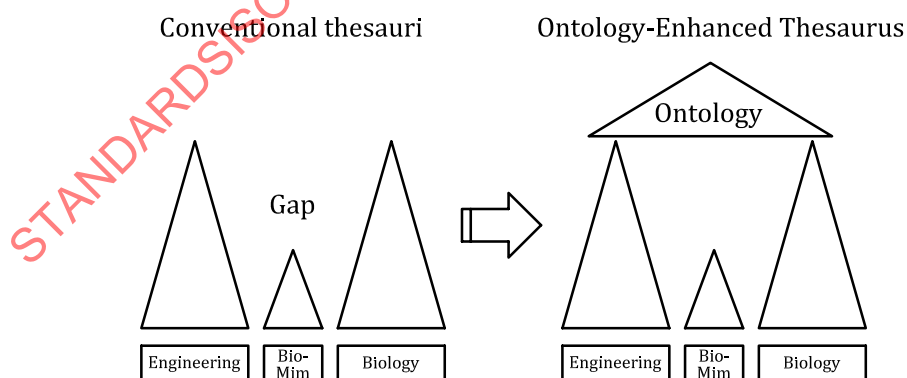 Conventional thesauri
Ontology-Enhanced Thesaurus
STANDARDSISO
Ontology
Gap
Engineering
Bio-
Mim
Biology
Engineering
Bio-
Mim
Biology